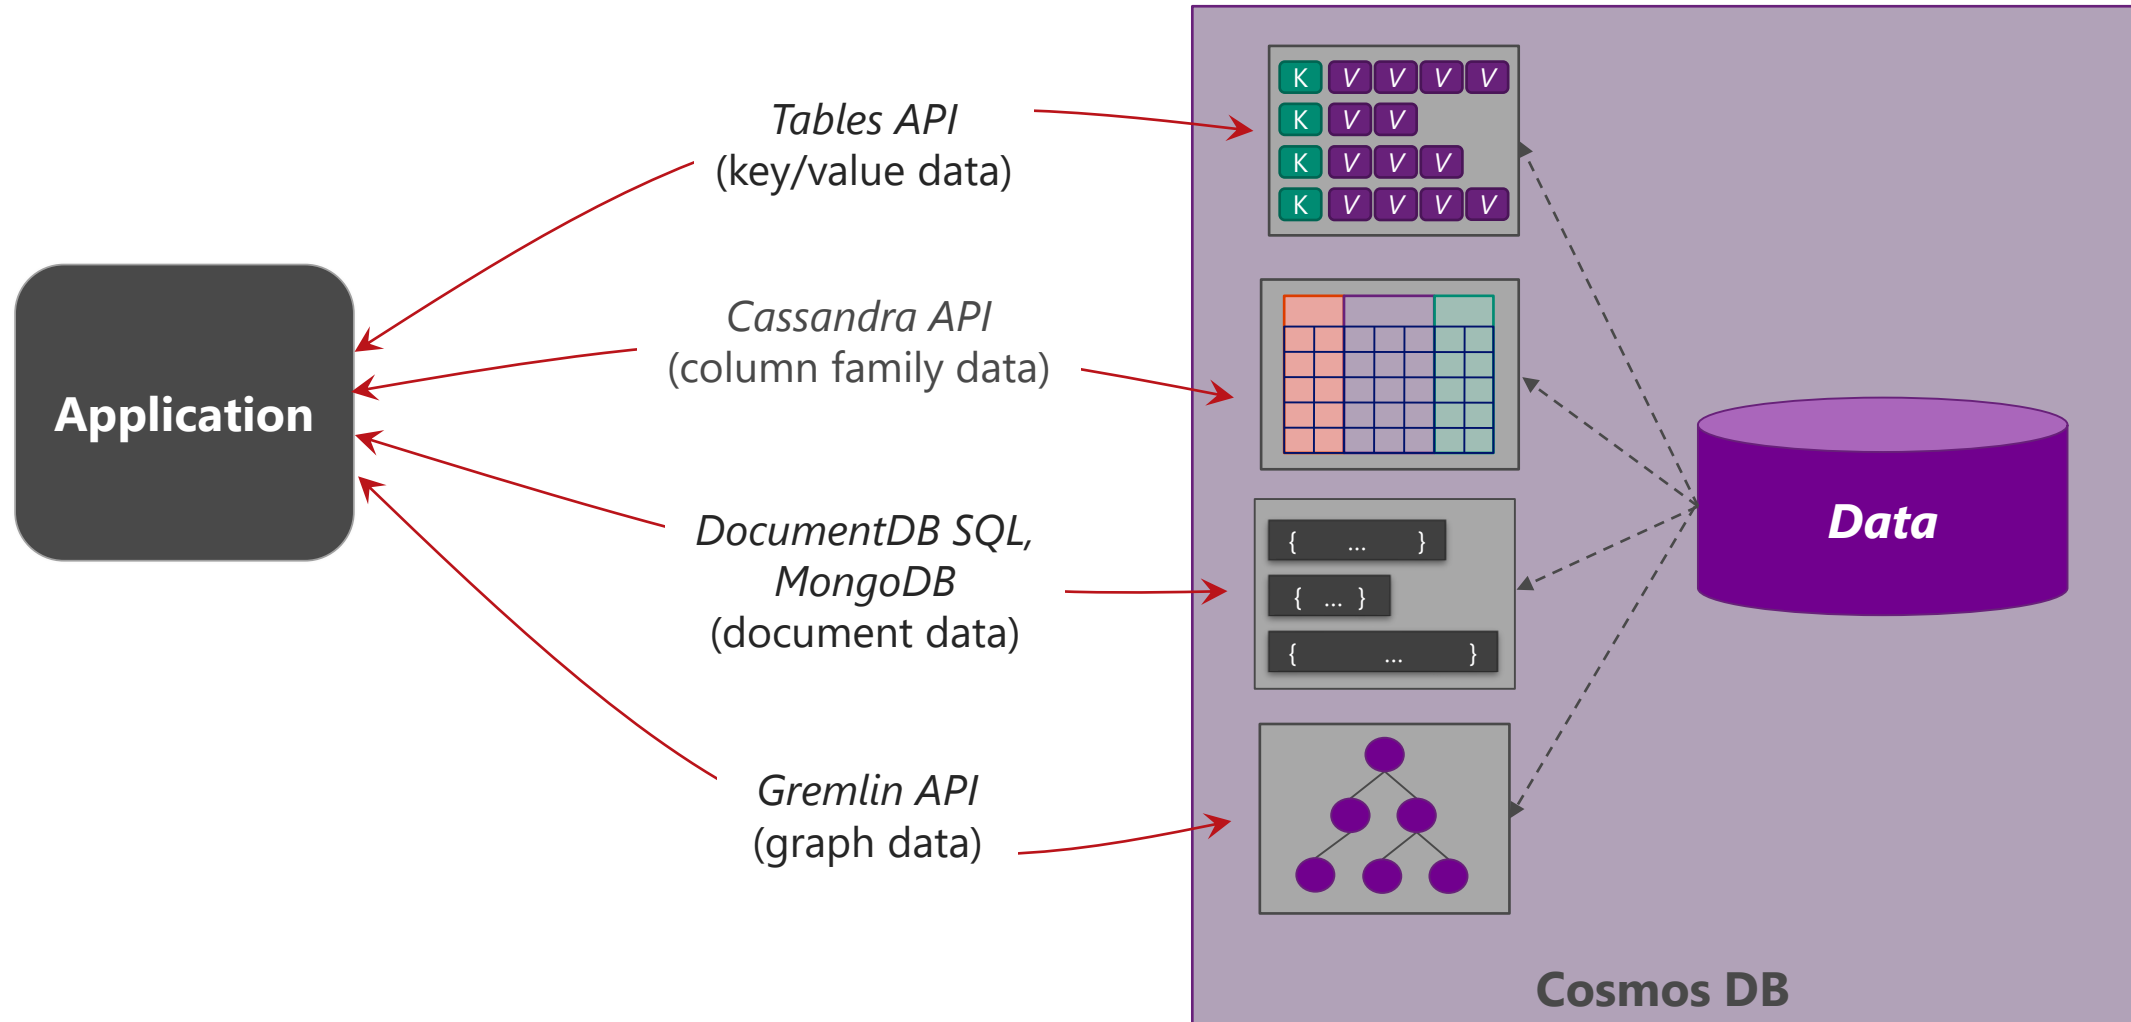 Tables API
(key/value data)
Cassandra API
(column family data)
DocumentDB SQL,
MongoDB
(document data)
Gremlin API
(graph data)
Application
K V V V V
K V V
K V V V
K V V V V
{ ... }
{ ... }
{ ... }
Data
Cosmos DB